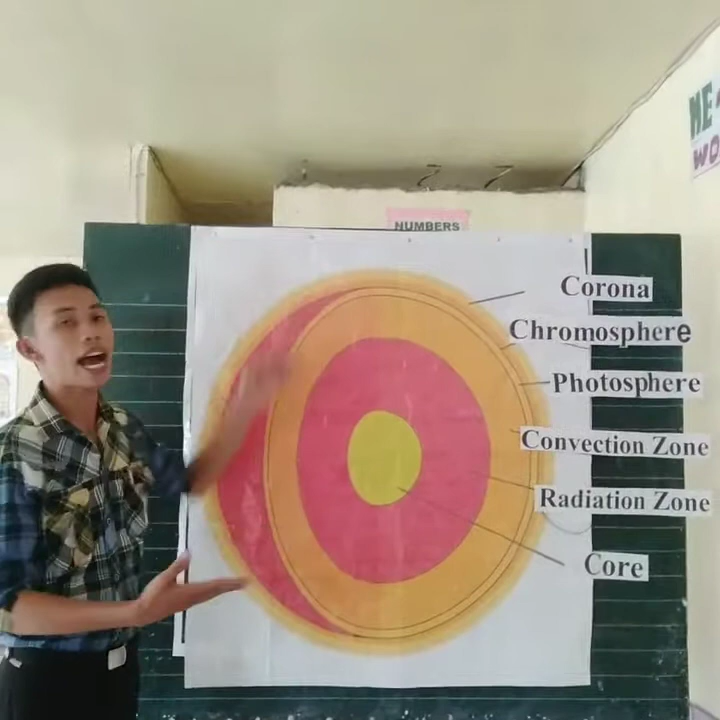 NUMBERS
Corona
Chromosphere
Photosphere
Convection Zone
Radiation Zone
Core